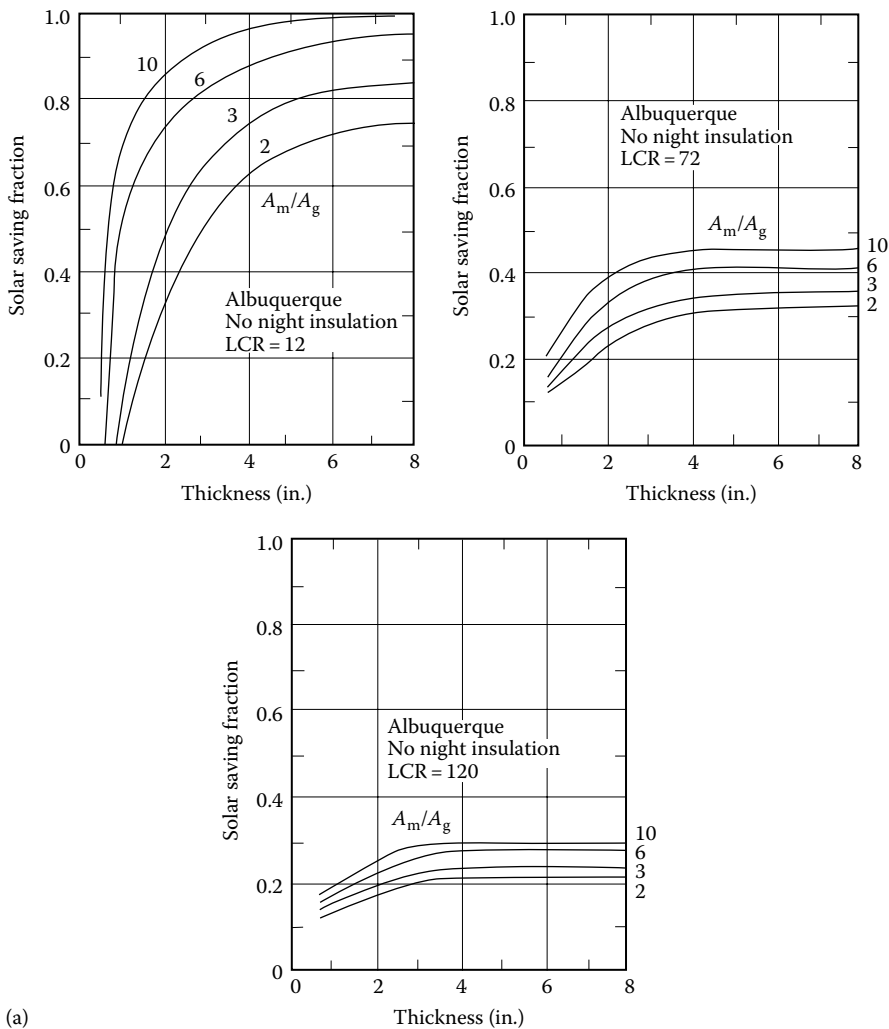 1.0
0.8
0.6
0.4
0.2
0
Solar saving fraction
10
6
3
2
Am/Ag
Albuquerque
No night insulation
LCR = 12
0 2 4 6 8
Thickness (in.)
1.0
0.8
0.6
0.4
0.2
0
Solar saving fraction
Albuquerque
No night insulation
LCR = 72
Am/Ag
10
6
3
2
0 2 4 6 8
Thickness (in.)
1.0
0.8
0.6
0.4
0.2
0
Solar saving fraction
Albuquerque
No night insulation
LCR = 120
Am/Ag
10
6
3
2
0 2 4 6 8
Thickness (in.)
(a)